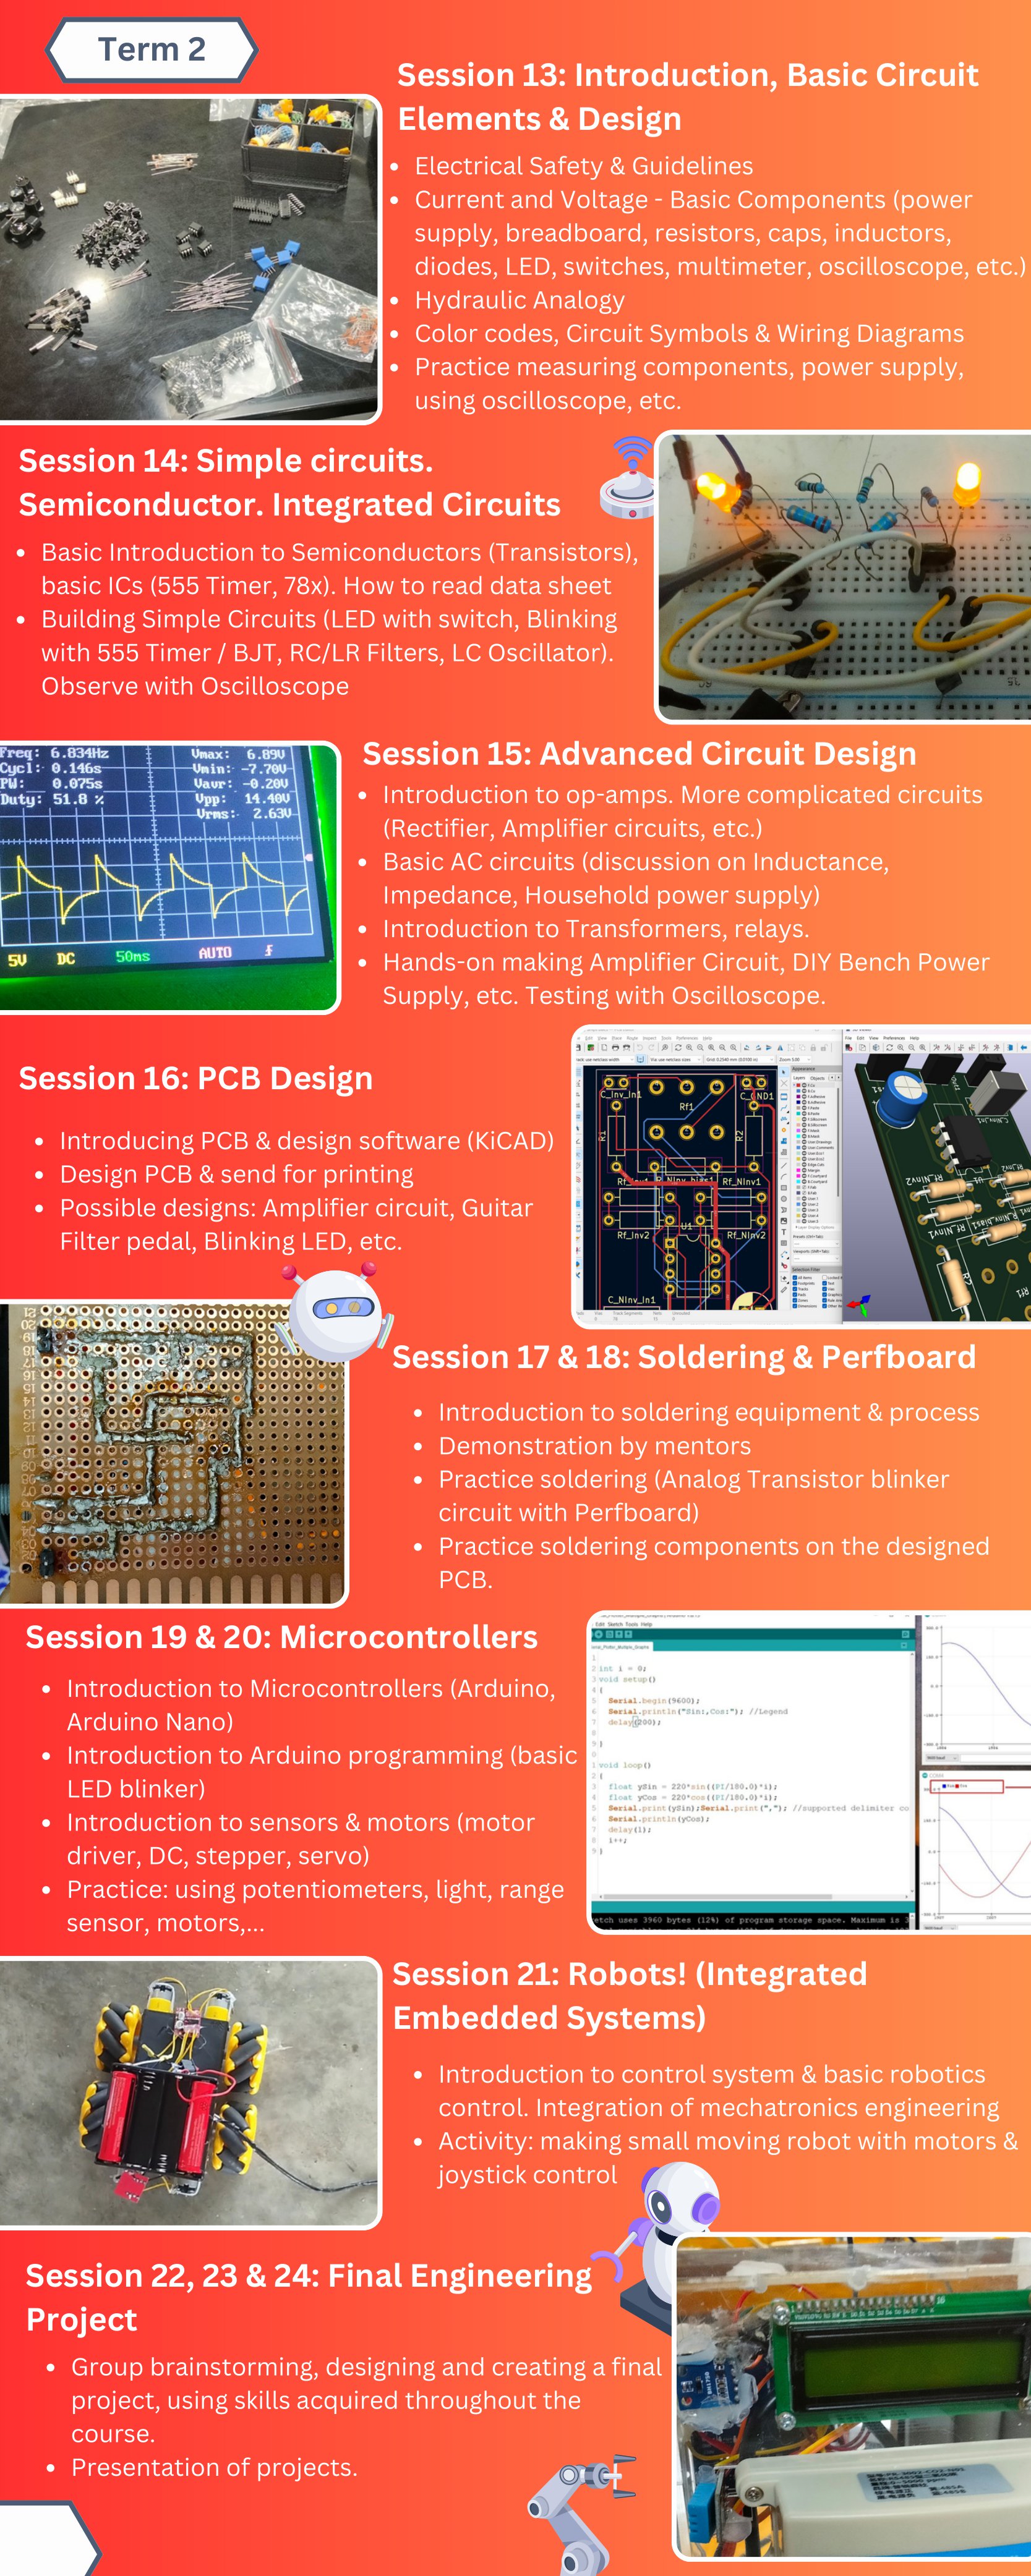 Term 2
Session 13: Introduction, Basic Circuit
Elements & Design
• Electrical Safety & Guidelines
• Current and Voltage - Basic Components (power
supply, breadboard, resistors, caps, inductors,
diodes, LED, switches, multimeter, oscilloscope, etc.)
• Hydraulic Analogy
• Color codes, Circuit Symbols & Wiring Diagrams
• Practice measuring components, power supply,
using oscilloscope, etc.
Session 14: Simple circuits.
Semiconductor. Integrated Circuits
• Basic Introduction to Semiconductors (Transistors),
basic ICs (555 Timer, 78x). How to read data sheet
• Building Simple Circuits (LED with switch, Blinking
with 555 Timer / BJT, RC/LR Filters, LC Oscillator).
Observe with Oscilloscope
Freq: 6.834Hz Vmax: 6.89V
Cycl: 0.146s Vmin: -7.70V
PW: 0.075s Vavr: -0.20V
Duty: 51.8 % Vpp: 14.40V
Vrms: 2.63V
5V DC 50ms AUTO
Session 15: Advanced Circuit Design
• Introduction to op-amps. More complicated circuits
(Rectifier, Amplifier circuits, etc.)
• Basic AC circuits (discussion on Inductance,
Impedance, Household power supply)
• Introduction to Transformers, relays.
• Hands-on making Amplifier Circuit, DIY Bench Power
Supply, etc. Testing with Oscilloscope.
Session 16: PCB Design
• Introducing PCB & design software (KiCAD)
• Design PCB & send for printing
• Possible designs: Amplifier circuit, Guitar
Filter pedal, Blinking LED, etc.
C_Inv_In1 Rf1 C_GND1
R1 R2
Rf_NInv1
Rf_Inv2 U1 Rf_NInv2
C_NInv_In1
Session 17 & 18: Soldering & Perfboard
• Introduction to soldering equipment & process
• Demonstration by mentors
• Practice soldering (Analog Transistor blinker
circuit with Perfboard)
• Practice soldering components on the designed
PCB.
Session 19 & 20: Microcontrollers
• Introduction to Microcontrollers (Arduino,
Arduino Nano)
• Introduction to Arduino programming (basic
LED blinker)
• Introduction to sensors & motors (motor
driver, DC, stepper, servo)
• Practice: using potentiometers, light, range
sensor, motors,...
Edit Sketch Tools Help
int i = 0;
void setup()
{
Serial.begin(9600);
Serial.println("Sin:,Cos:"); //Legend
delay(200);
}
void loop()
{
float ySin = 220*sin((PI/180.0)*i);
float yCos = 220*cos((PI/180.0)*i);
Serial.print(ySin);Serial.print(","); //supported delimiter co
Serial.println(yCos);
delay(1);
i++;
}
etch uses 3960 bytes (12%) of program storage space. Maximum is 3
Session 21: Robots! (Integrated
Embedded Systems)
• Introduction to control system & basic robotics
control. Integration of mechatronics engineering
• Activity: making small moving robot with motors &
joystick control
Session 22, 23 & 24: Final Engineering
Project
• Group brainstorming, designing and creating a final
project, using skills acquired throughout the
course.
• Presentation of projects.